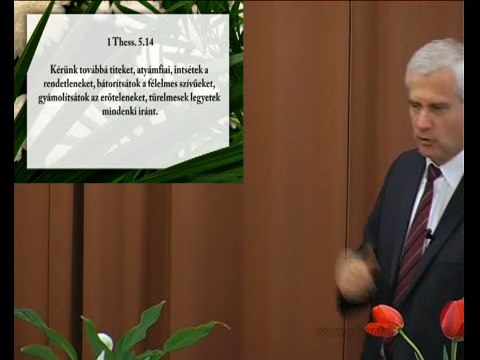 1 Thess. 5.14
Kérünk továbbá titeket, atyámfiai, intsétek a
rendetleneket, bátorítsátok a félelmes szívűeket,
gyámolítsátok az erőteleneket, türelmesek legyetek
mindenki iránt.